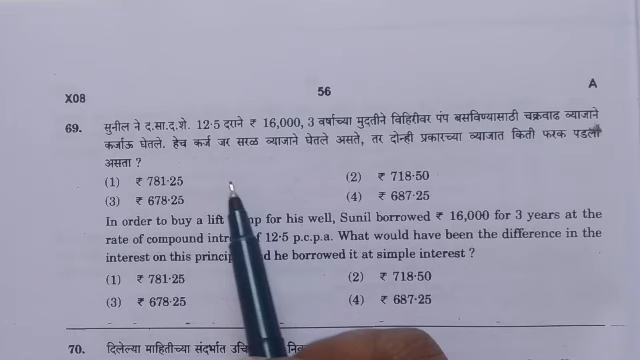 X08
56
A
69. सुनील ने द.सा.द.शे. 12·5 दराने ₹ 16,000, 3 वर्षाच्या मुदतीने विहिरीवर पंप बसविण्यासाठी चक्रवाढ व्याजाने
कर्जाऊ घेतले. हेच कर्ज जर सरळ व्याजाने घेतले असते, तर दोन्ही प्रकारच्या व्याजात किती फरक पडला
असता ?
(1) ₹ 781·25 (2) ₹ 718·50
(3) ₹ 678·25 (4) ₹ 687·25
In order to buy a lift for his well, Sunil borrowed ₹ 16,000 for 3 years at the
rate of compound 12·5 p.c.p.a. What would have been the difference in the
interest on this he borrowed it at simple interest ?
(1) ₹ 781·25 (2) ₹ 718·50
(3) ₹ 678·25 (4) ₹ 687·25
70. दिलेल्या माहितीच्या संदर्भात